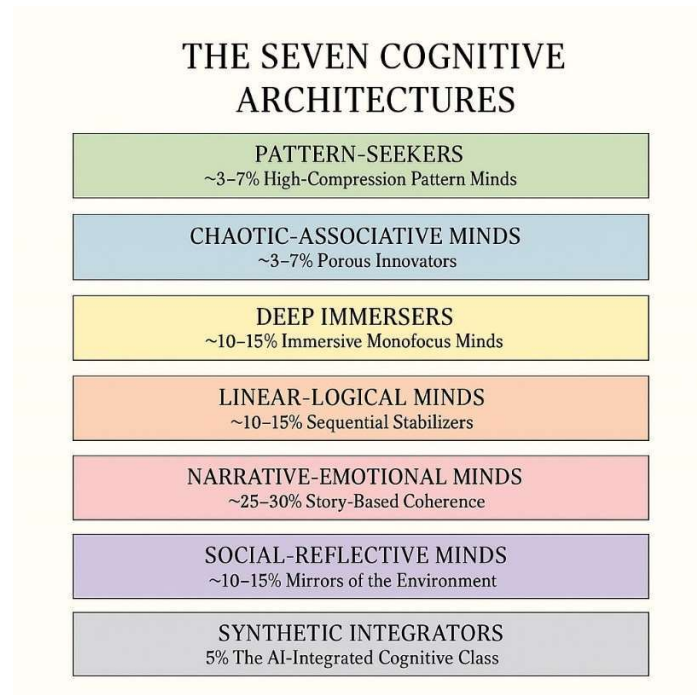 THE SEVEN COGNITIVE
ARCHITECTURES
PATTERN-SEEKERS
~3–7% High-Compression Pattern Minds
CHAOTIC-ASSOCIATIVE MINDS
~3–7% Porous Innovators
DEEP IMMERSERS
~10–15% Immersive Monofocus Minds
LINEAR-LOGICAL MINDS
~10–15% Sequential Stabilizers
NARRATIVE-EMOTIONAL MINDS
~25–30% Story-Based Coherence
SOCIAL-REFLECTIVE MINDS
~10–15% Mirrors of the Environment
SYNTHETIC INTEGRATORS
5% The AI-Integrated Cognitive Class